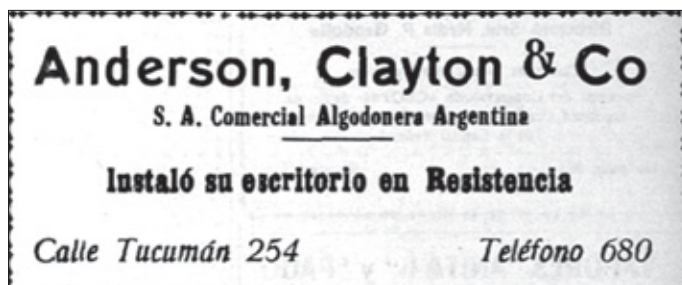 Anderson, Clayton & Co
S. A. Comercial Algodonera Argentina
Instaló su escritorio en Resistencia
Calle Tucumán 254 Teléfono 680